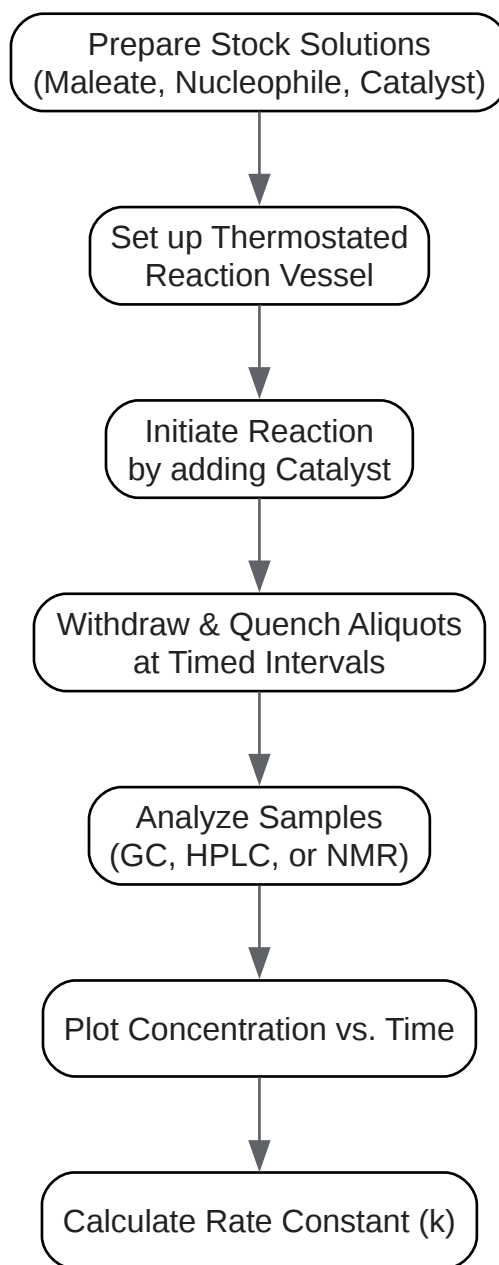 Prepare Stock Solutions
(Maleate, Nucleophile, Catalyst)
Set up Thermostated
Reaction Vessel
Initiate Reaction
by adding Catalyst
Withdraw & Quench Aliquots
at Timed Intervals
Analyze Samples
(GC, HPLC, or NMR)
Plot Concentration vs. Time
Calculate Rate Constant (k)